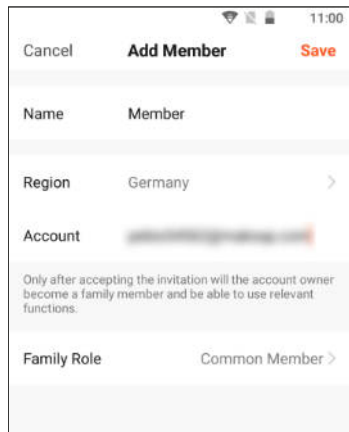 11:00
Cancel Add Member Save
Name Member
Region Germany
Account
Only after accepting the invitation will the account owner
become a family member and be able to use relevant
functions.
Family Role Common Member